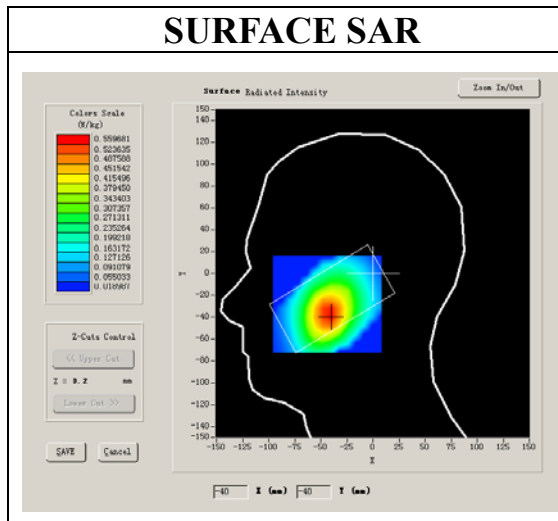 SURFACE SAR
Surface Radiated Intensity
Zoom In/Out
Colors Scale
(W/kg)
0.559681
0.523635
0.487588
0.451542
0.415496
0.379450
0.343403
0.307357
0.271311
0.235264
0.199218
0.163172
0.127126
0.091079
0.055033
0.018987
150
140
120
100
80
60
40
20
0
-20
-40
-60
-80
-100
-120
-140
-150
Y
-150 -125 -100 -75 -50 -25 0 25 50 75 100 125 150
X
Z-Cuts Control
<< Upper Cut
Z = 0.2 mm
Lower Cut >>
SAVE Cancel
-40 X (mm) -40 Y (mm)